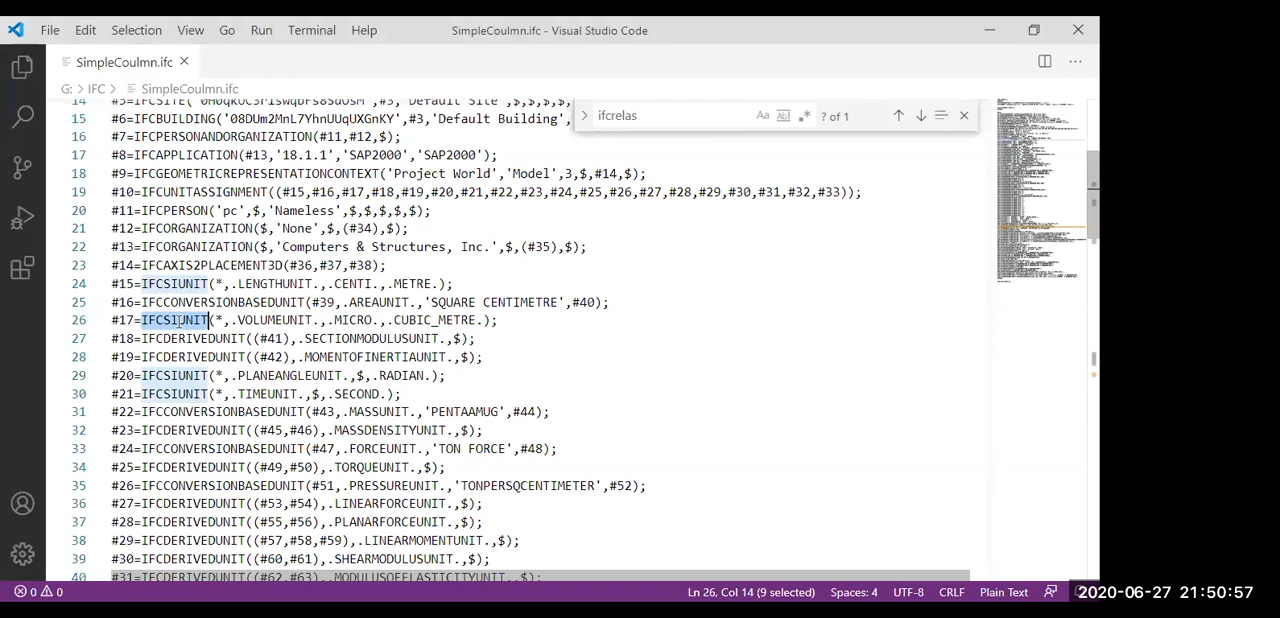 File Edit Selection View Go Run Terminal Help SimpleCoulmn.ifc - Visual Studio Code
SimpleCoulmn.ifc
G: > IFC > SimpleCoulmn.ifc
ifcrelas Aa Ab ? of 1
15 #6=IFCBUILDING(
,#3,'Default Building',
16 #7=IFCPERSONANDORGANIZATION(#11,#12,$);
17 #8=IFCAPPLICATION(#13,'18.1.1','SAP2000','SAP2000');
18 #9=IFCGEOMETRICREPRESENTATIONCONTEXT('Project World','Model',3,$,#14,$);
19 #10=IFCUNITASSIGNMENT((#15,#16,#17,#18,#19,#20,#21,#22,#23,#24,#25,#26,#27,#28,#29,#30,#31,#32,#33));
20 #11=IFCPERSON('pc',$,'Nameless',$,$,$,$,$);
21 #12=IFCORGANIZATION($,'None',$,(#34),$);
22 #13=IFCORGANIZATION($,'Computers Structures, Inc.',$,(#35),$);
23 #14=IFCAXIS2PLACEMENT3D(#36,#37,#38);
24 #15=IFCSIUNIT(*,.LENGTHUNIT.,.CENTI.,.METRE.);
25 #16=IFCCONVERSIONBASEDUNIT(#39,.AREAUNIT.,'SQUARE CENTIMETRE',#40);
26 #17=IFCSIUNIT(*,.VOLUMEUNIT.,.MICRO.,.CUBIC_METRE.);
27 #18=IFCDERIVEDUNIT((#41),.SECTIONMODULUSUNIT.,$);
28 #19=IFCDERIVEDUNIT((#42),.MOMENTOFINERTIAUNIT.,$);
29 #20=IFCSIUNIT(*,.PLANEANGLEUNIT.,$,.RADIAN.);
30 #21=IFCSIUNIT(*,.TIMEUNIT.,$,.SECOND.);
31 #22=IFCCONVERSIONBASEDUNIT(#43,.MASSUNIT.,'PENTAAMUG',#44);
32 #23=IFCDERIVEDUNIT((#45,#46),.MASSDENSITYUNIT.,$);
33 #24=IFCCONVERSIONBASEDUNIT(#47,.FORCEUNIT.,'TON FORCE',#48);
34 #25=IFCDERIVEDUNIT((#49,#50),.TORQUEUNIT.,$);
35 #26=IFCCONVERSIONBASEDUNIT(#51,.PRESSUREUNIT.,'TONPERSQCENTIMETER',#52);
36 #27=IFCDERIVEDUNIT((#53,#54),.LINEARFORCEUNIT.,$);
37 #28=IFCDERIVEDUNIT((#55,#56),.PLANARFORCEUNIT.,$);
38 #29=IFCDERIVEDUNIT((#57,#58,#59),.LINEARMOMENTUNIT.,$);
39 #30=IFCDERIVEDUNIT((#60,#61),.SHEARMODULUSUNIT.,$);
40 #31=IFCDERIVEDUNIT((#62,#63),.MODULUSOFELASTICITYUNIT.,$);
0 0 Ln 26, Col 14 (9 selected) Spaces: 4 UTF-8 CRLF Plain Text 2020-06-27 21:50:57